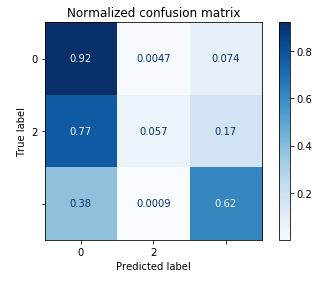 Normalized confusion matrix
0 0.92 0.0047 0.074
2 0.77 0.057 0.17
0.38 0.0009 0.62
0 2
True label
Predicted label
0.8
0.6
0.4
0.2